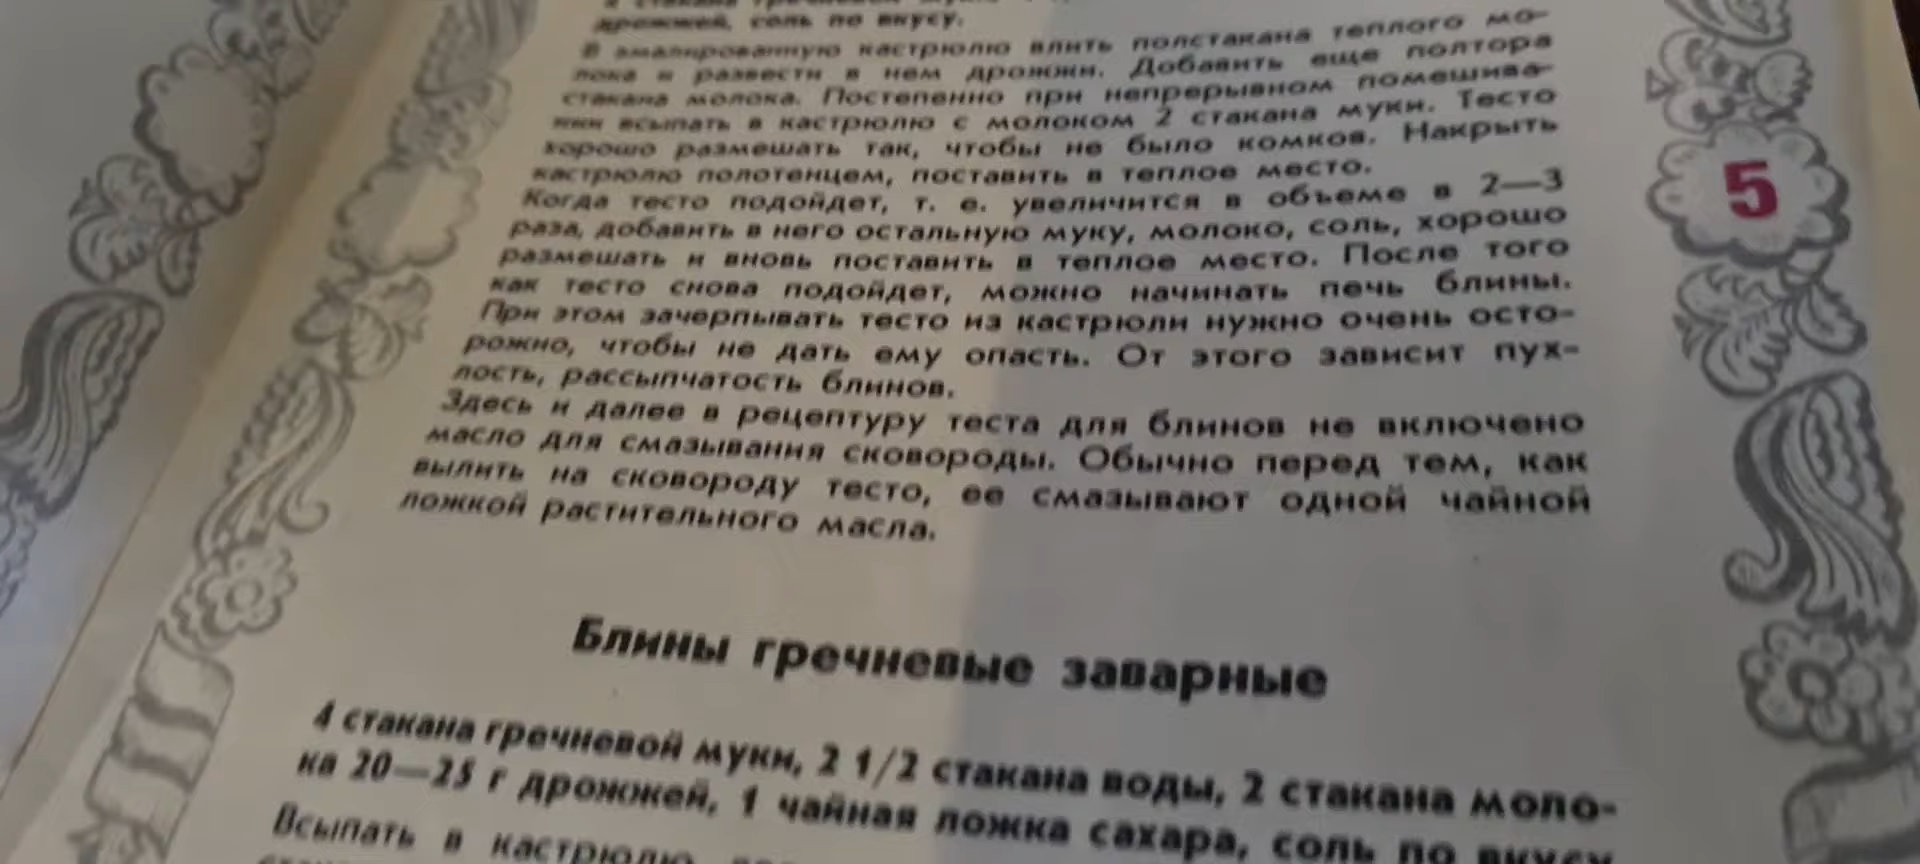 4 стакана гречневой муки,
дрожжей, соль по вкусу.
В эмалированную кастрюлю влить полстакана теплого мо-
лока и развести в нем дрожжи. Добавить еще полтора
стакана молока. Постепенно при непрерывном помешива-
нии всыпать в кастрюлю с молоком 2 стакана муки. Тесто
хорошо размешать так, чтобы не было комков. Накрыть
кастрюлю полотенцем, поставить в теплое место.
Когда тесто подойдет, т. е. увеличится в объеме в 2—3
раза, добавить в него остальную муку, молоко, соль, хорошо
размешать и вновь поставить в теплое место. После того
как тесто снова подойдет, можно начинать печь блины.
При этом зачерпывать тесто из кастрюли нужно очень осто-
рожно, чтобы не дать ему опасть. От этого зависит пух-
лость, рассыпчатость блинов.
Здесь и далее в рецептуру теста для блинов не включено
масло для смазывания сковороды. Обычно перед тем, как
вылить на сковороду тесто, ее смазывают одной чайной
ложкой растительного масла.
5
Блины гречневые заварные
4 стакана гречневой муки, 2 1/2 стакана воды, 2 стакана моло-
ка 20—25 г дрожжей, 1 чайная ложка сахара, соль по вкусу
Всыпать в кастрюлю